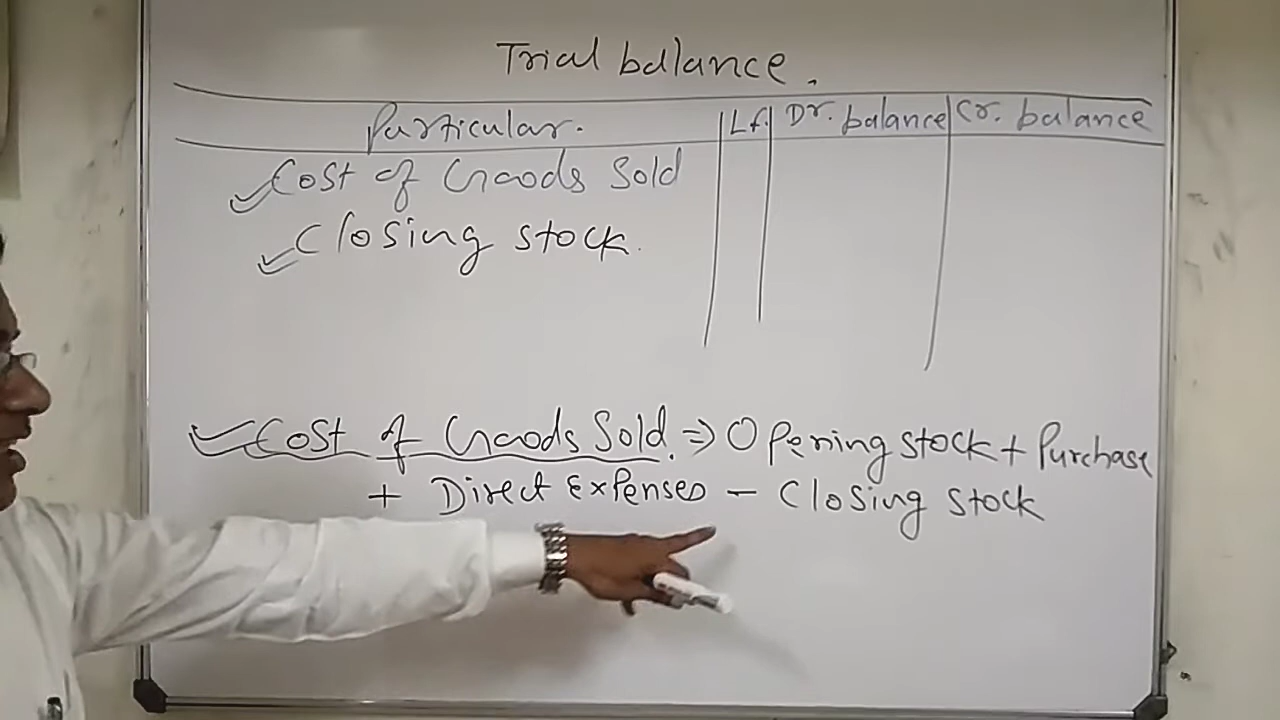 Trial balance.
Particular. Lf. Dr. balance Cr. balance
Cost of Goods Sold
Closing stock.
Cost of Goods Sold. ⇒ Opening stock + Purchase
+ Direct Expenses - Closing stock